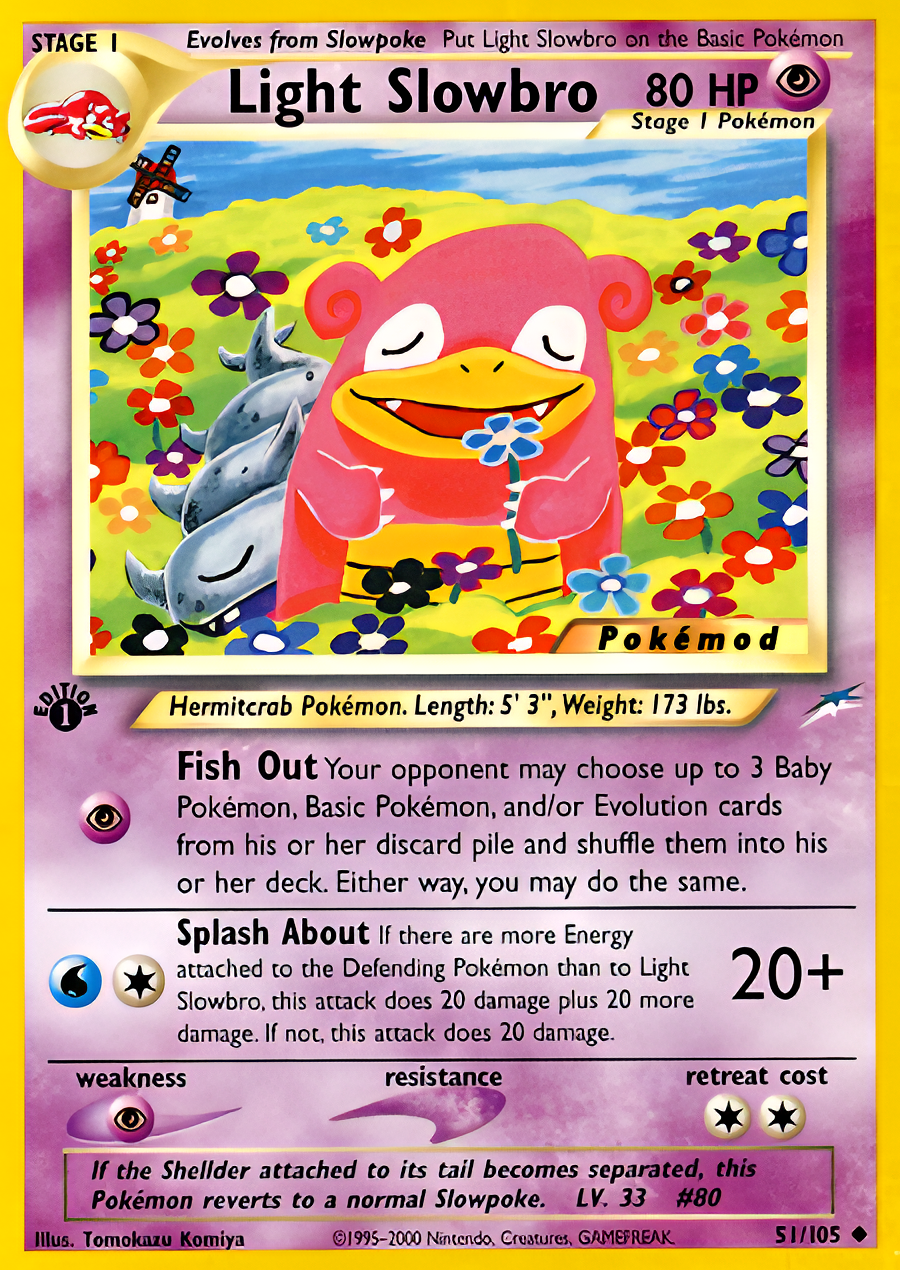 STAGE 1 Evolves from Slowpoke Put Light Slowbro on the Basic Pokémon
Light Slowbro 80 HP
Stage 1 Pokémon
Pokémod
EDITION
1
Hermitcrab Pokémon. Length: 5' 3", Weight: 173 lbs.
Fish Out Your opponent may choose up to 3 Baby
Pokémon, Basic Pokémon, and/or Evolution cards
from his or her discard pile and shuffle them into his
or her deck. Either way, you may do the same.
Splash About If there are more Energy
attached to the Defending Pokémon than to Light
Slowbro, this attack does 20 damage plus 20 more
damage. If not, this attack does 20 damage.
20+
weakness resistance retreat cost
If the Shellder attached to its tail becomes separated, this
Pokémon reverts to a normal Slowpoke. LV. 33 #80
Illus. Tomokazu Komiya ©1995-2000 Nintendo, Creatures, GAMEFREAK 51/105